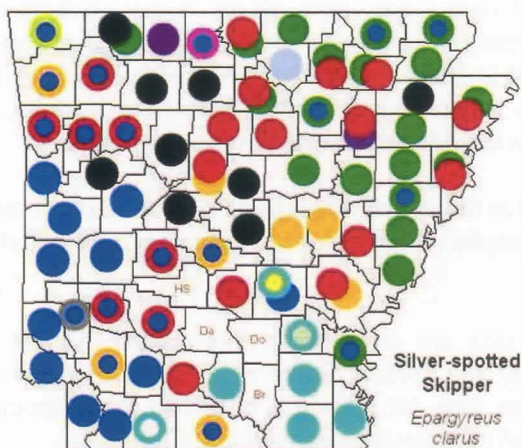 HS
Da
Do
Br
Silver-spotted
Skipper
Epargyreus
clarus